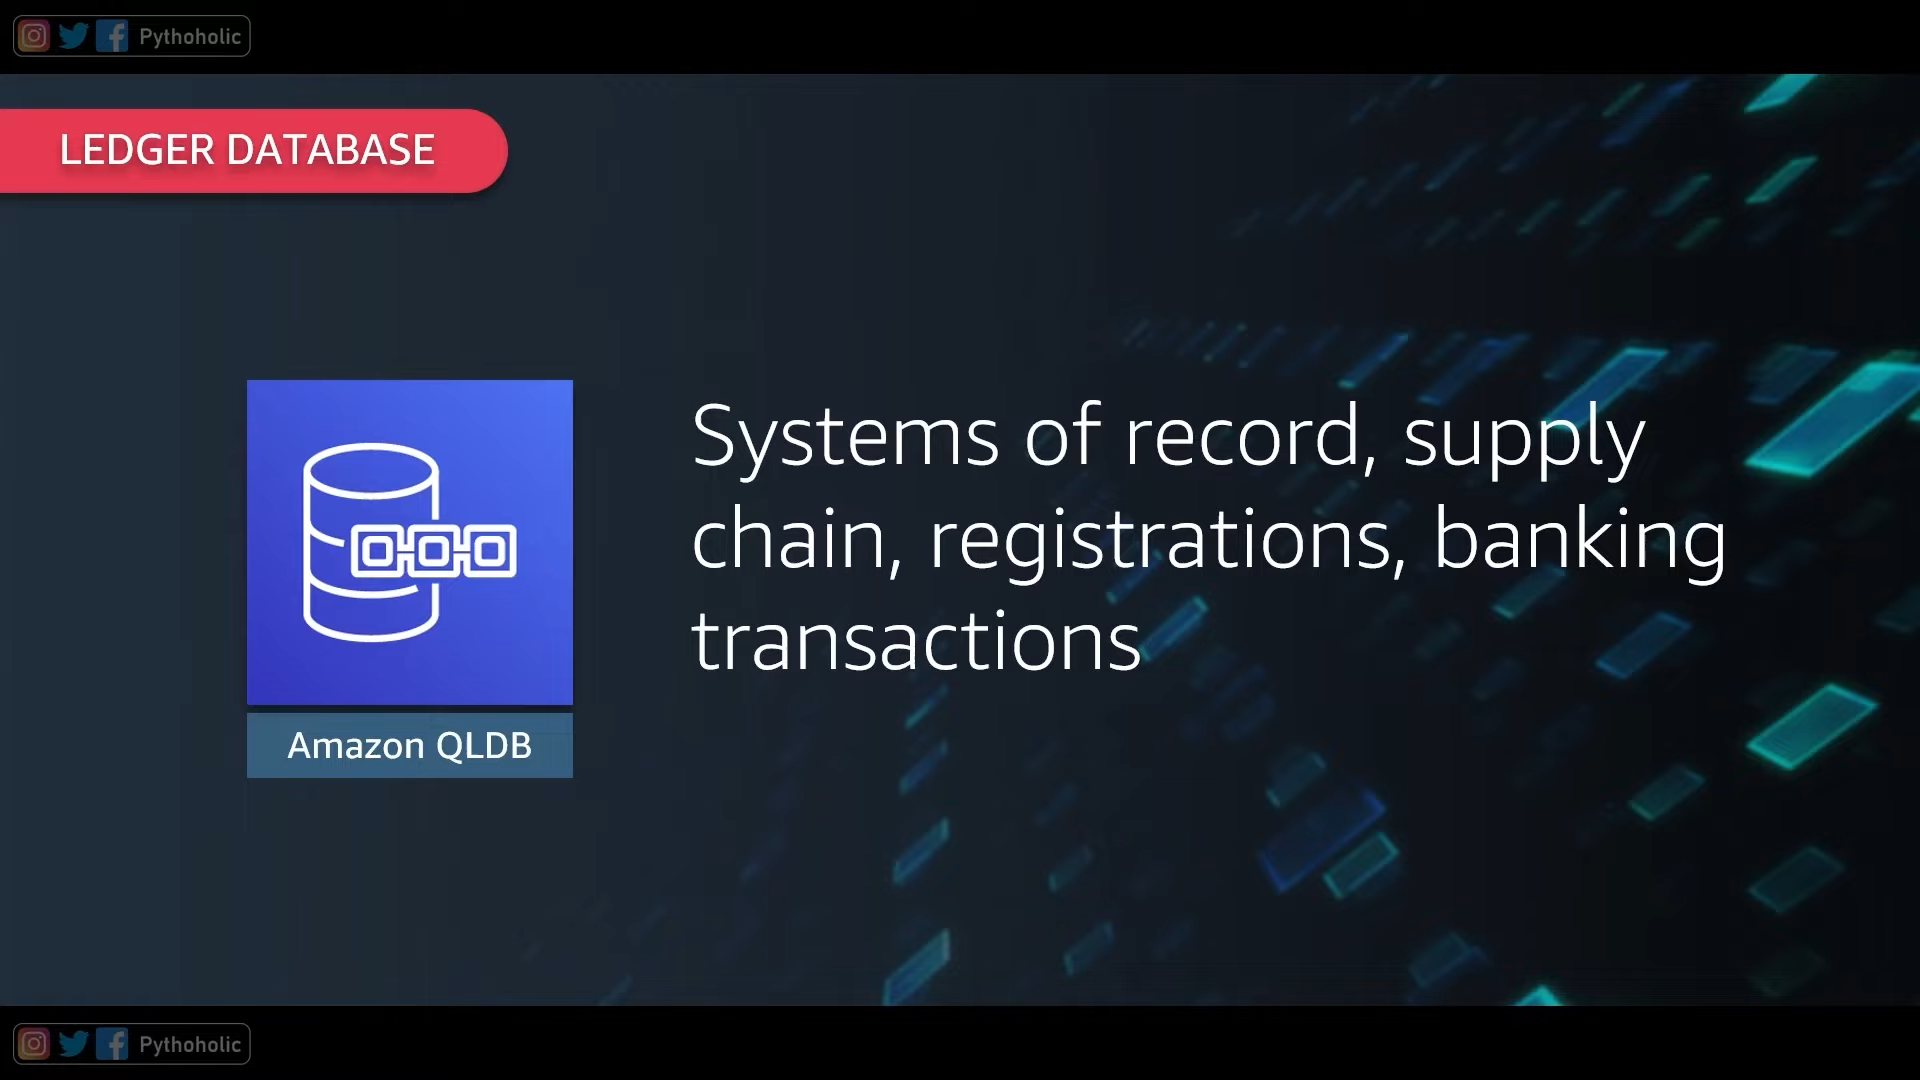 Pythoholic
LEDGER DATABASE
Systems of record, supply
chain, registrations, banking
transactions
Amazon QLDB
Pythoholic